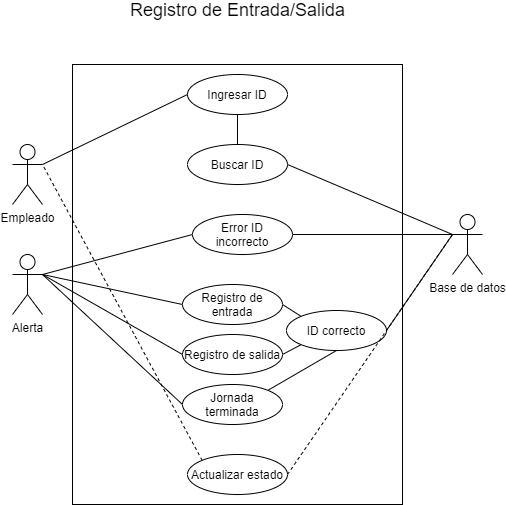 Registro de Entrada/Salida
Ingresar ID
Buscar ID
Empleado
Error ID
incorrecto
Base de datos
Alerta
Registro de
entrada
ID correcto
Registro de salida
Jornada
terminada
Actualizar estado